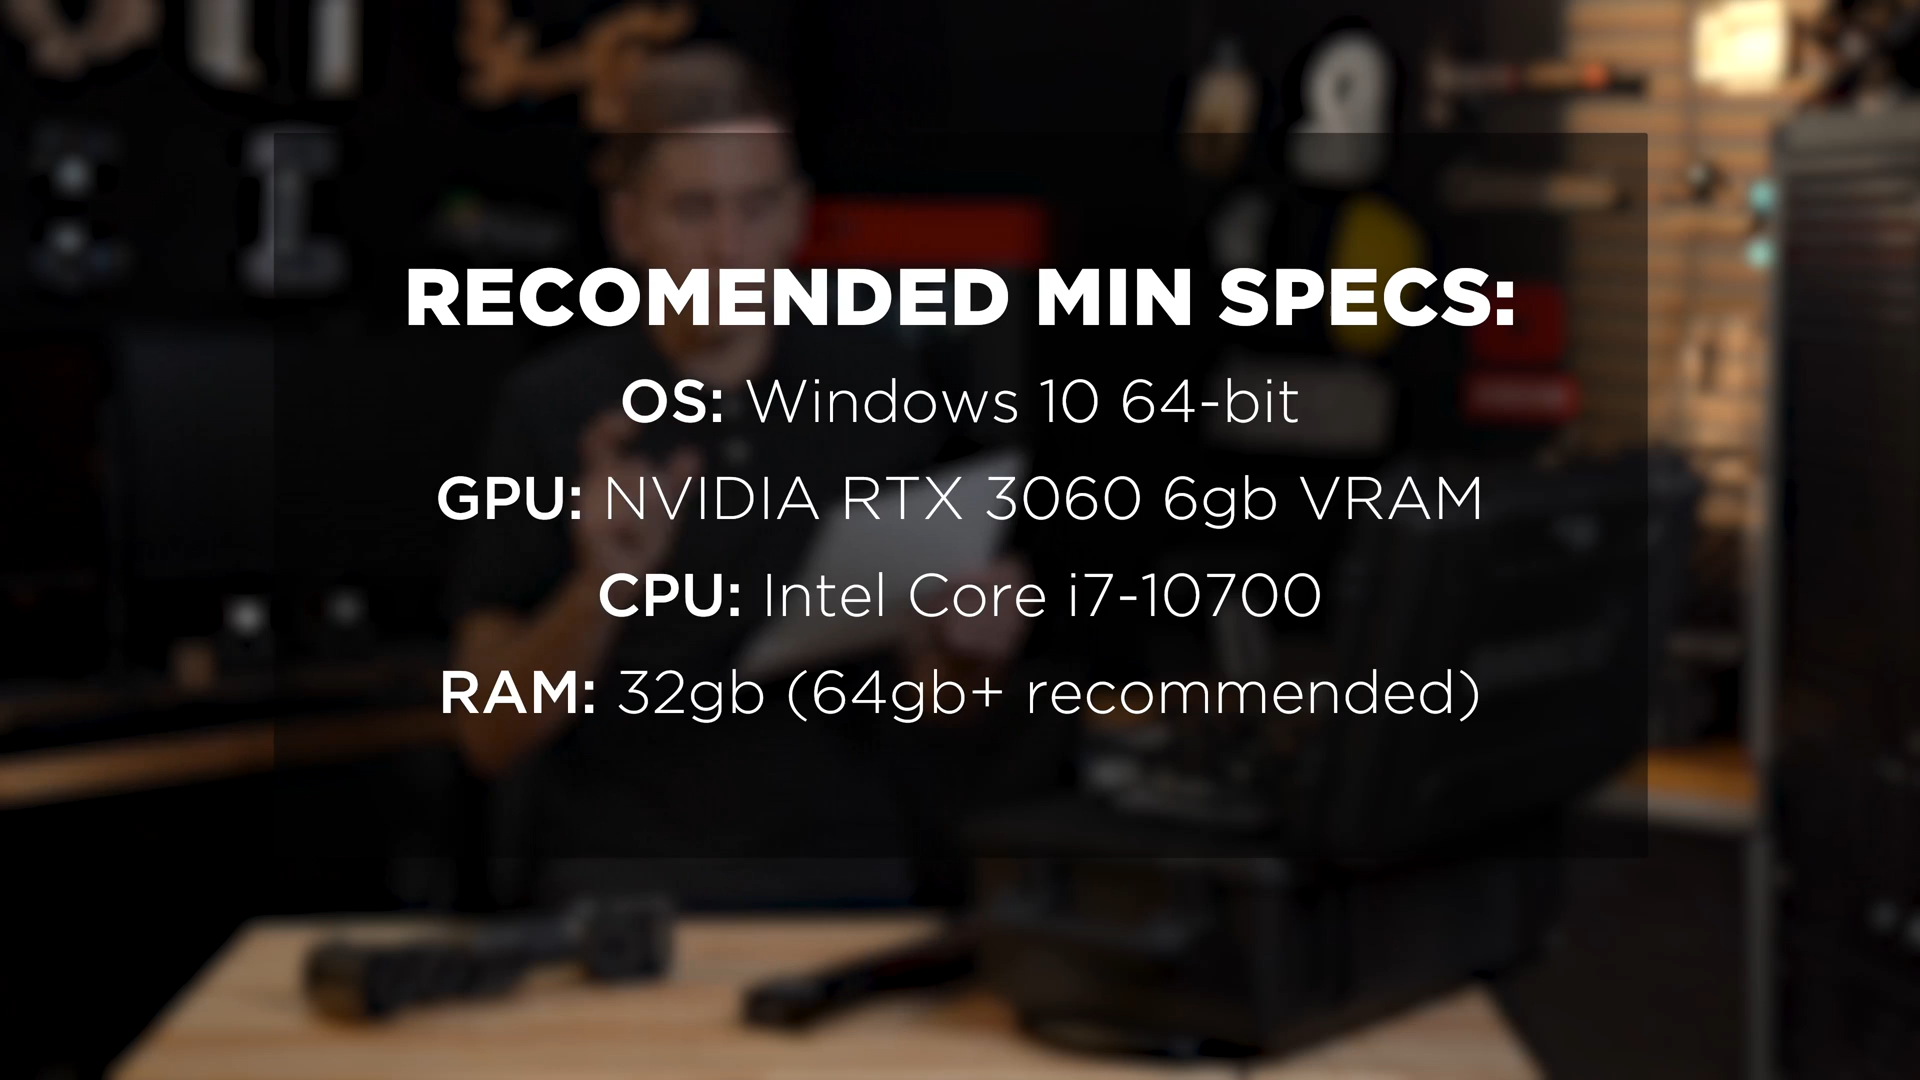 RECOMENDED MIN SPECS:
OS: Windows 10 64-bit
GPU: NVIDIA RTX 3060 6gb VRAM
CPU: Intel Core i7-10700
RAM: 32gb (64gb+ recommended)